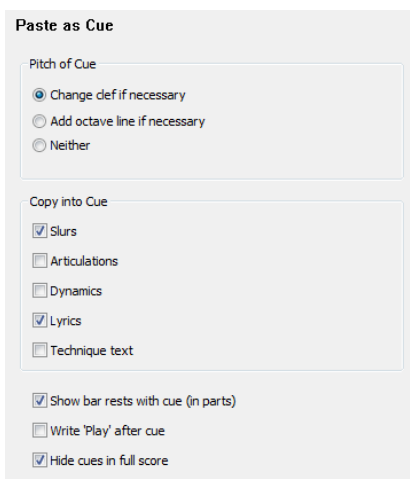 Paste as Cue
Pitch of Cue
Change clef if necessary
Add octave line if necessary
Neither
Copy into Cue
Slurs
Articulations
Dynamics
Lyrics
Technique text
Show bar rests with cue (in parts)
Write 'Play' after cue
Hide cues in full score